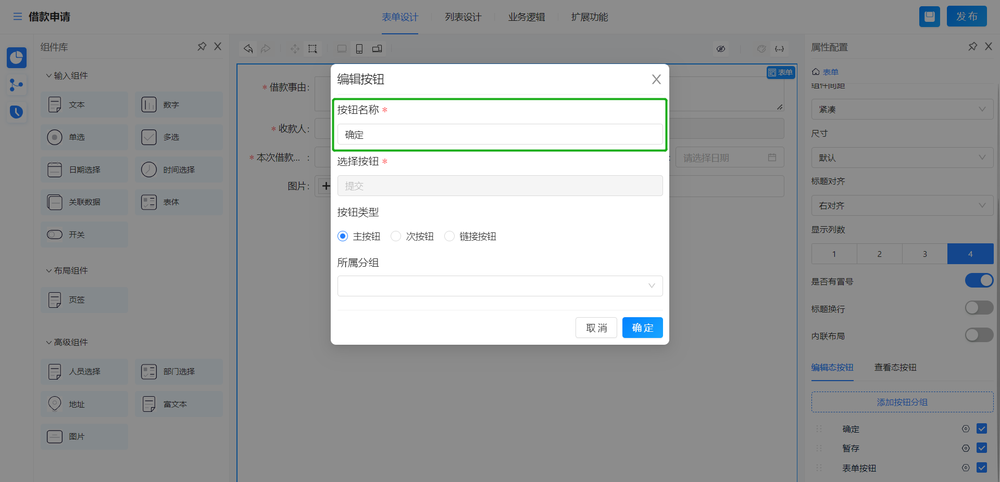 借款申请
表单设计
列表设计
业务逻辑
扩展功能
发布
组件库
输入组件
文本
数字
单选
多选
日期选择
时间选择
关联数据
表体
开关
布局组件
页签
高级组件
人员选择
部门选择
地址
富文本
图片
表单
* 借款事由:
* 收款人:
* 本次借款... :
请选择日期
图片:
编辑按钮
按钮名称 *
确定
选择按钮 *
提交
按钮类型
主按钮
次按钮
链接按钮
所属分组
取消
确定
属性配置
表单
组件间距
紧凑
尺寸
默认
标题对齐
右对齐
显示列数
1
2
3
4
是否有冒号
标题换行
内联布局
编辑态按钮
查看态按钮
添加按钮分组
确定
暂存
表单按钮